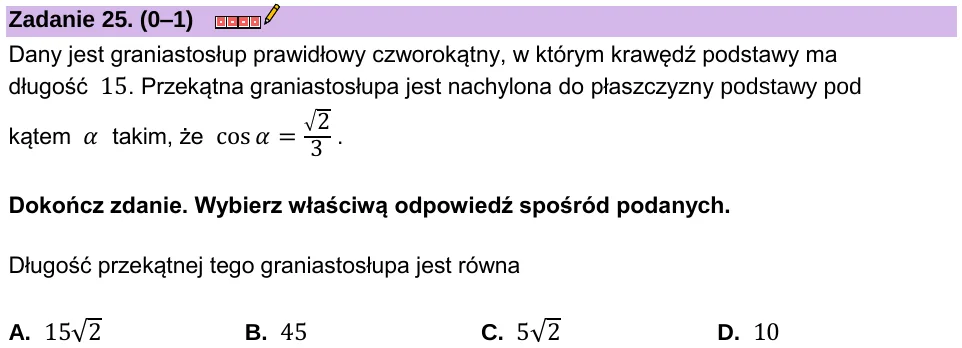 Zadanie 25. (0–1)
Dany jest graniastosłup prawidłowy czworokątny, w którym krawędź podstawy ma
długość 15. Przekątna graniastosłupa jest nachylona do płaszczyzny podstawy pod
kątem α takim, że cos α = √2/3 .
Dokończ zdanie. Wybierz właściwą odpowiedź spośród podanych.
Długość przekątnej tego graniastosłupa jest równa
A. 15√2 B. 45 C. 5√2 D. 10